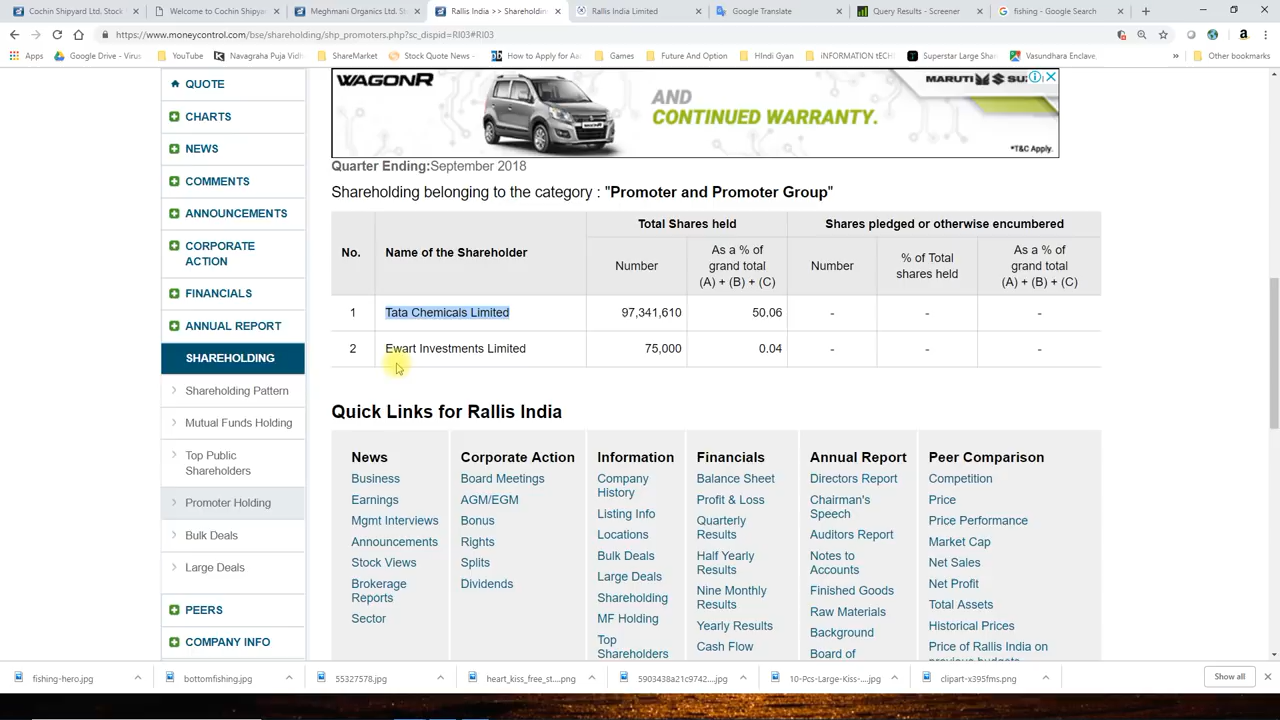 Cochin Shipyard Ltd. Stock
Welcome to Cochin Shipya
Meghmani Organics Ltd. S
Rallis India >> Shareholdin
Rallis India Limited
Google Translate
Query Results - Screener
fishing - Google Search
https://www.moneycontrol.com/bse/shareholding/shp_promoters.php?sc_dispid=RI03#RI03
Apps
Google Drive - Virus
YouTube
Navagraha Puja Vidh
ShareMarket
Stock Quote News -
How to Apply for Aad
Games
Future And Option
HIndi Gyan
iNFORMATION tECH
Superstar Large Shar
Vasundhara Enclave.
Other bookmarks
QUOTE
CHARTS
NEWS
COMMENTS
ANNOUNCEMENTS
CORPORATE
ACTION
FINANCIALS
ANNUAL REPORT
SHAREHOLDING
Shareholding Pattern
Mutual Funds Holding
Top Public
Shareholders
Promoter Holding
Bulk Deals
Large Deals
PEERS
COMPANY INFO
WAGONR
AND
CONTINUED WARRANTY.
MARUTI SU
*T&C Apply.
Quarter Ending:September 2018
Shareholding belonging to the category : "Promoter and Promoter Group"
No.
Name of the Shareholder
Total Shares held
Shares pledged or otherwise encumbered
Number
As a % of
grand total
(A) + (B) + (C)
Number
% of Total
shares held
As a % of
grand total
(A) + (B) + (C)
1 Tata Chemicals Limited 97,341,610 50.06 - - -
2 Ewart Investments Limited 75,000 0.04 - - -
Quick Links for Rallis India
News
Business
Earnings
Mgmt Interviews
Announcements
Stock Views
Brokerage
Reports
Sector
Corporate Action
Board Meetings
AGM/EGM
Bonus
Rights
Splits
Dividends
Information
Company
History
Listing Info
Locations
Bulk Deals
Large Deals
Shareholding
MF Holding
Top
Shareholders
Financials
Balance Sheet
Profit & Loss
Quarterly
Results
Half Yearly
Results
Nine Monthly
Results
Yearly Results
Cash Flow
Annual Report
Directors Report
Chairman's
Speech
Auditors Report
Notes to
Accounts
Finished Goods
Raw Materials
Background
Board of
Peer Comparison
Competition
Price
Price Performance
Market Cap
Net Sales
Net Profit
Total Assets
Historical Prices
Price of Rallis India on
previous budgets
fishing-hero.jpg
bottomfishing.jpg
55327578.jpg
heart_kiss_free_st....png
5903438a21c9742....jpg
10-Pcs-Large-Kiss-....jpg
clipart-x395fms.png
Show all